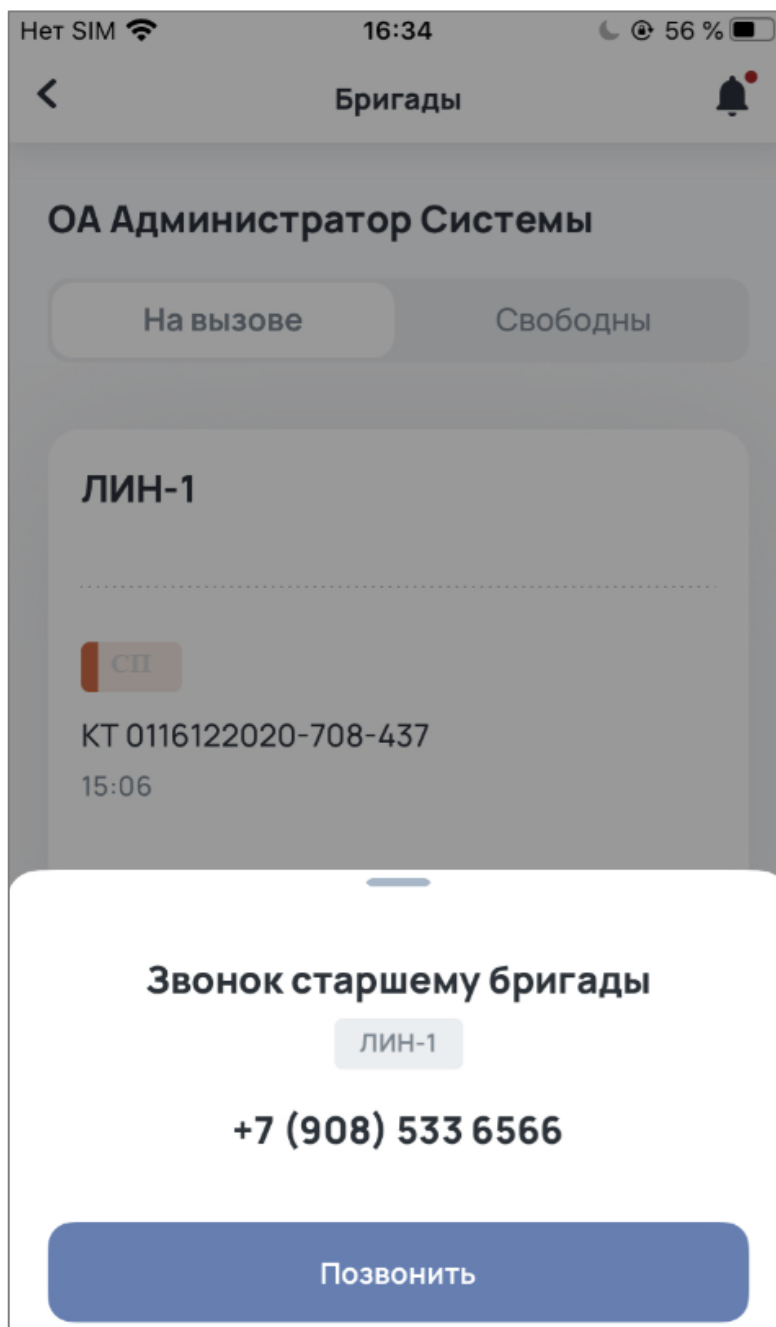 Нет SIM 16:34 56 %
Бригады
ОА Администратор Системы
На вызове Свободны
ЛИН-1
СП
КТ 0116122020-708-437
15:06
Звонок старшему бригады
ЛИН-1
+7 (908) 533 6566
Позвонить